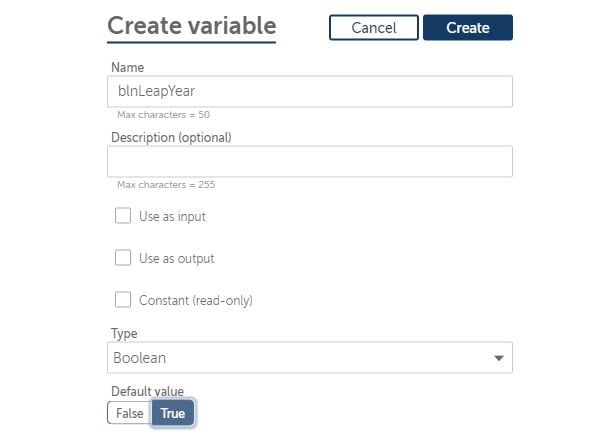 Create variable
Cancel
Create
Name
blnLeapYear
Max characters = 50
Description (optional)
Max characters = 255
Use as input
Use as output
Constant (read-only)
Type
Boolean
Default value
False
True